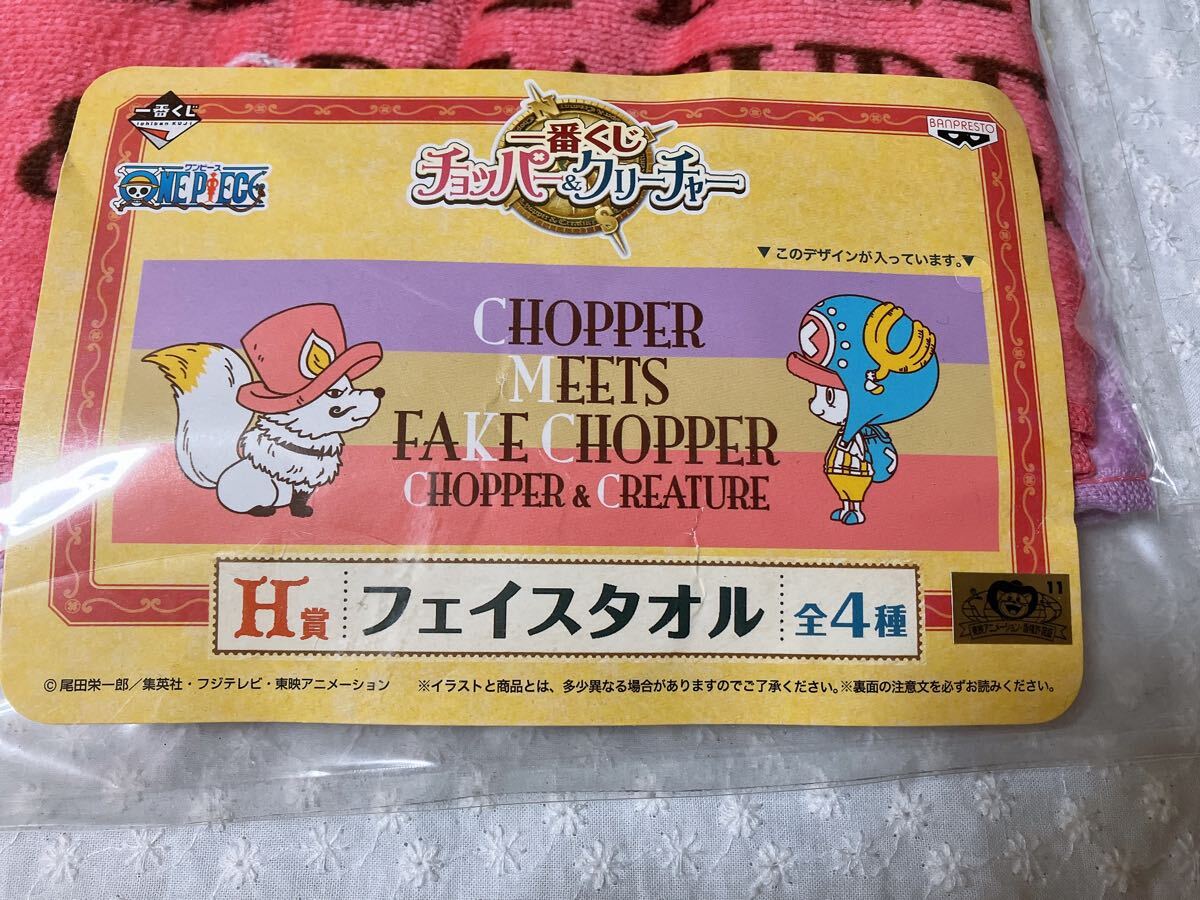 一番くじ
Ichiban KUJI
ワンピース
ONE PIECE
一番くじ
チョッパー&クリーチャー
N
S
BANPRESTO
▼このデザインが入っています。▼
CHOPPER
MEETS
FAKE CHOPPER
CHOPPER & CREATURE
H賞
フェイスタオル
全4種
11
©尾田栄一郎／集英社・フジテレビ・東映アニメーション
※イラストと商品とは、多少異なる場合がありますのでご了承ください。※裏面の注意文を必ずお読みください。